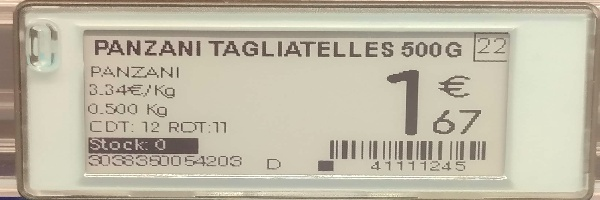 PANZANI TAGLIATELLES 500G 22
PANZANI
3.34€/Kg
0.500 Kg
CDT: 12 ROT:11
Stock: 0
1 € 67
3038350054203 D 41111245